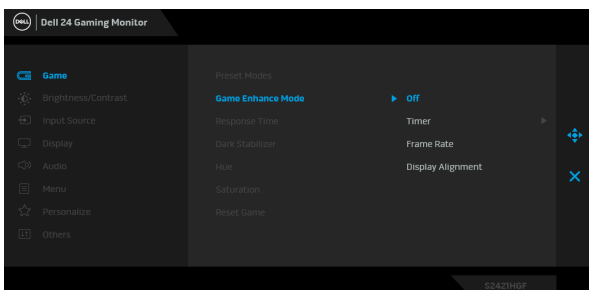 DELL Dell 24 Gaming Monitor
Game
Brightness/Contrast
Input Source
Display
Audio
Menu
Personalize
Others
Preset Modes
Game Enhance Mode
Response Time
Dark Stabilizer
Hue
Saturation
Reset Game
Off
Timer
Frame Rate
Display Alignment
S2421HGF